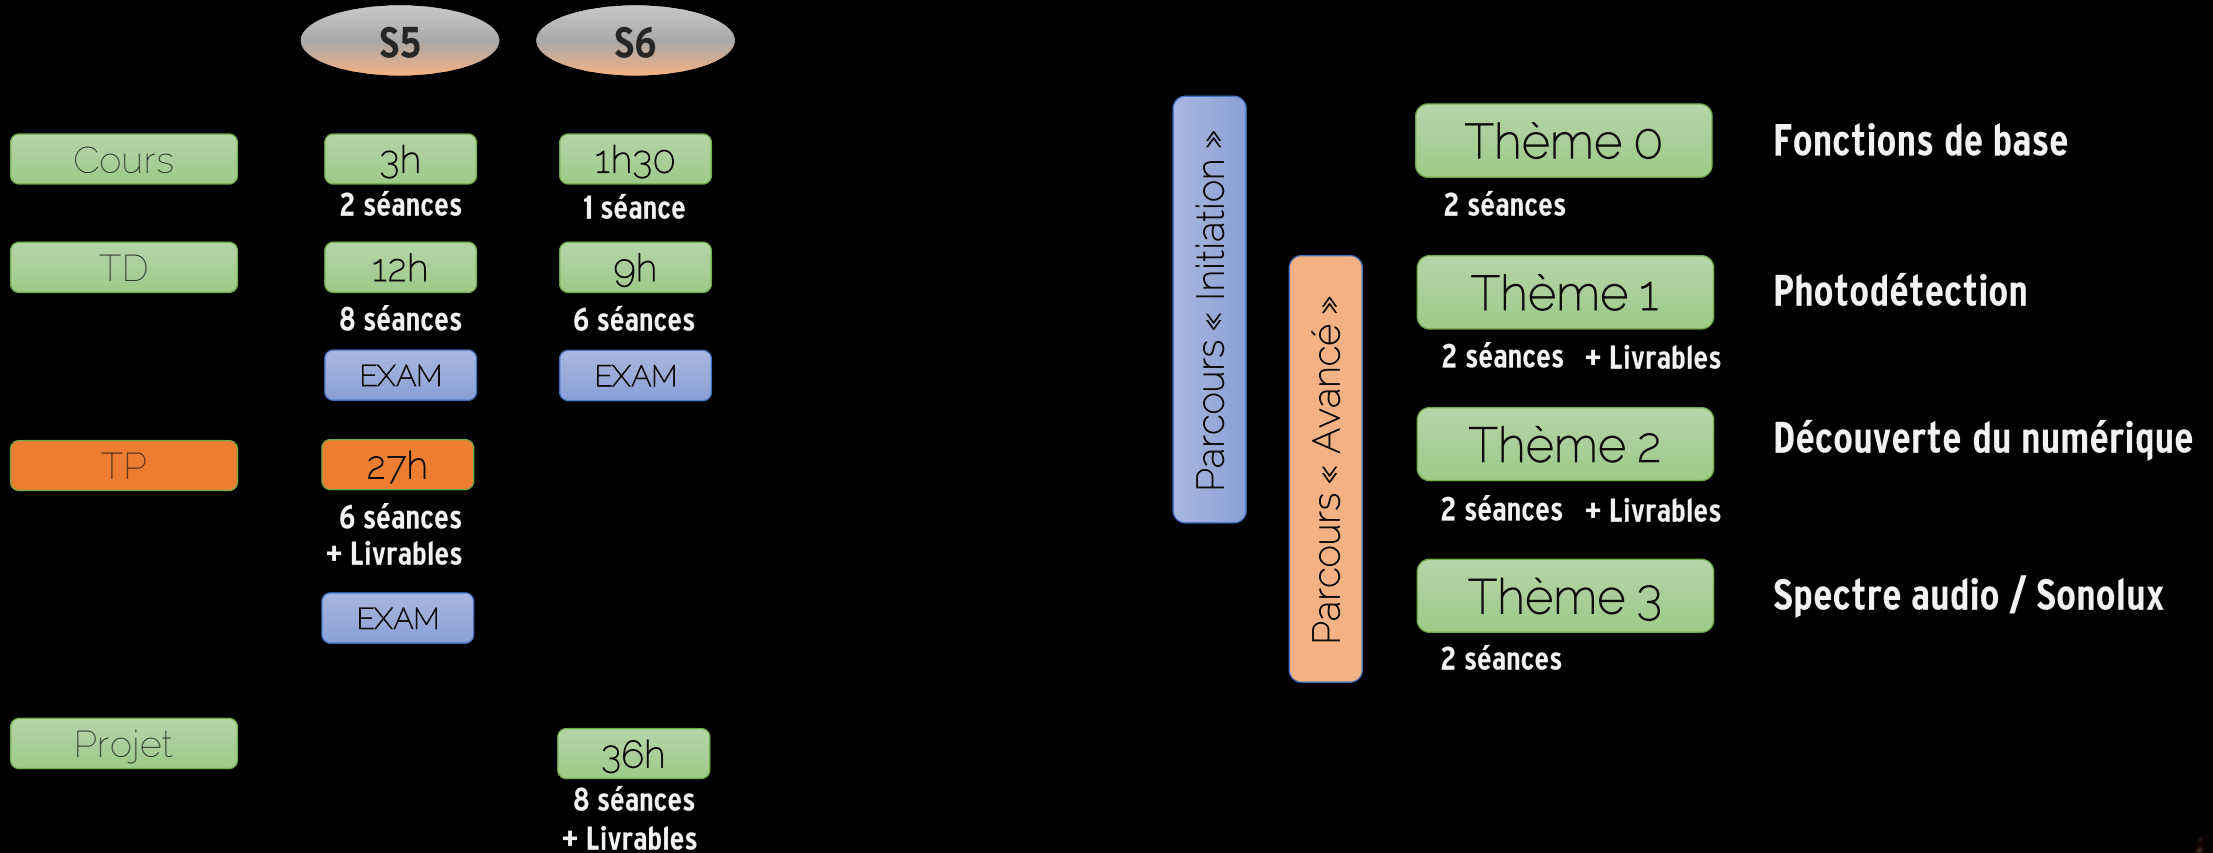 S5
S6
Cours
3h
1h30
2 séances
1 séance
TD
12h
9h
8 séances
6 séances
EXAM
EXAM
TP
27h
6 séances
+ Livrables
EXAM
Projet
36h
8 séances
+ Livrables
Parcours « Initiation »
Parcours « Avancé »
Thème 0
Fonctions de base
2 séances
Thème 1
Photodétection
2 séances + Livrables
Thème 2
Découverte du numérique
2 séances + Livrables
Thème 3
Spectre audio / Sonolux
2 séances